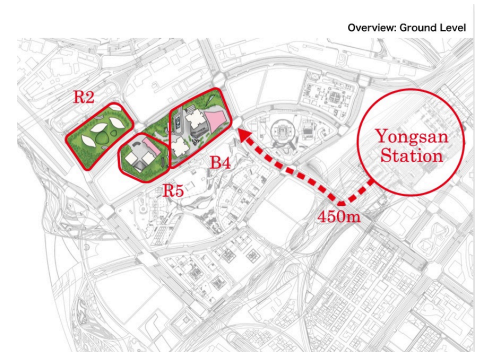 Overview: Ground Level
R2
Yongsan
Station
B4
R5
450m